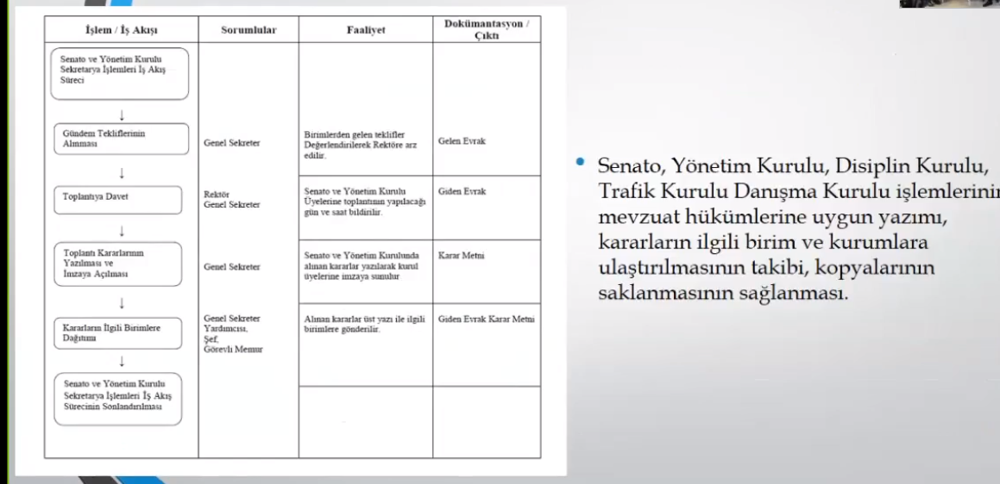 İşlem / İş Akışı
Sorumlular
Faaliyet
Dokümantasyon /
Çıktı
Senato ve Yönetim Kurulu
Sekretarya İşlemleri İş Akış
Süreci
↓
Gündem Tekliflerinin
Alınması
Genel Sekreter
Birimlerden gelen teklifler
Değerlendirilerek Rektöre arz
edilir.
Gelen Evrak
↓
Toplantıya Davet
Rektör
Genel Sekreter
Senato ve Yönetim Kurulu
Üyelerine toplantının yapılacağı
gün ve saat bildirilir.
Giden Evrak
↓
Toplantı Kararlarının
Yazılması ve
İmzaya Açılması
Genel Sekreter
Senato ve Yönetim Kurulunda
alınan kararlar yazılarak kurul
üyelerine imzaya sunulur
Karar Metni
↓
Kararların İlgili Birimlere
Dağıtımı
Genel Sekreter
Yardımcısı,
Şef,
Görevli Memur
Alınan kararlar üst yazı ile ilgili
birimlere gönderilir.
Giden Evrak Karar Metni
↓
Senato ve Yönetim Kurulu
Sekretarya İşlemleri İş Akış
Sürecinin Sonlandırılması
• Senato, Yönetim Kurulu, Disiplin Kurulu,
Trafik Kurulu Danışma Kurulu işlemlerinin
mevzuat hükümlerine uygun yazımı,
kararların ilgili birim ve kurumlara
ulaştırılmasının takibi, kopyalarının
saklanmasının sağlanması.